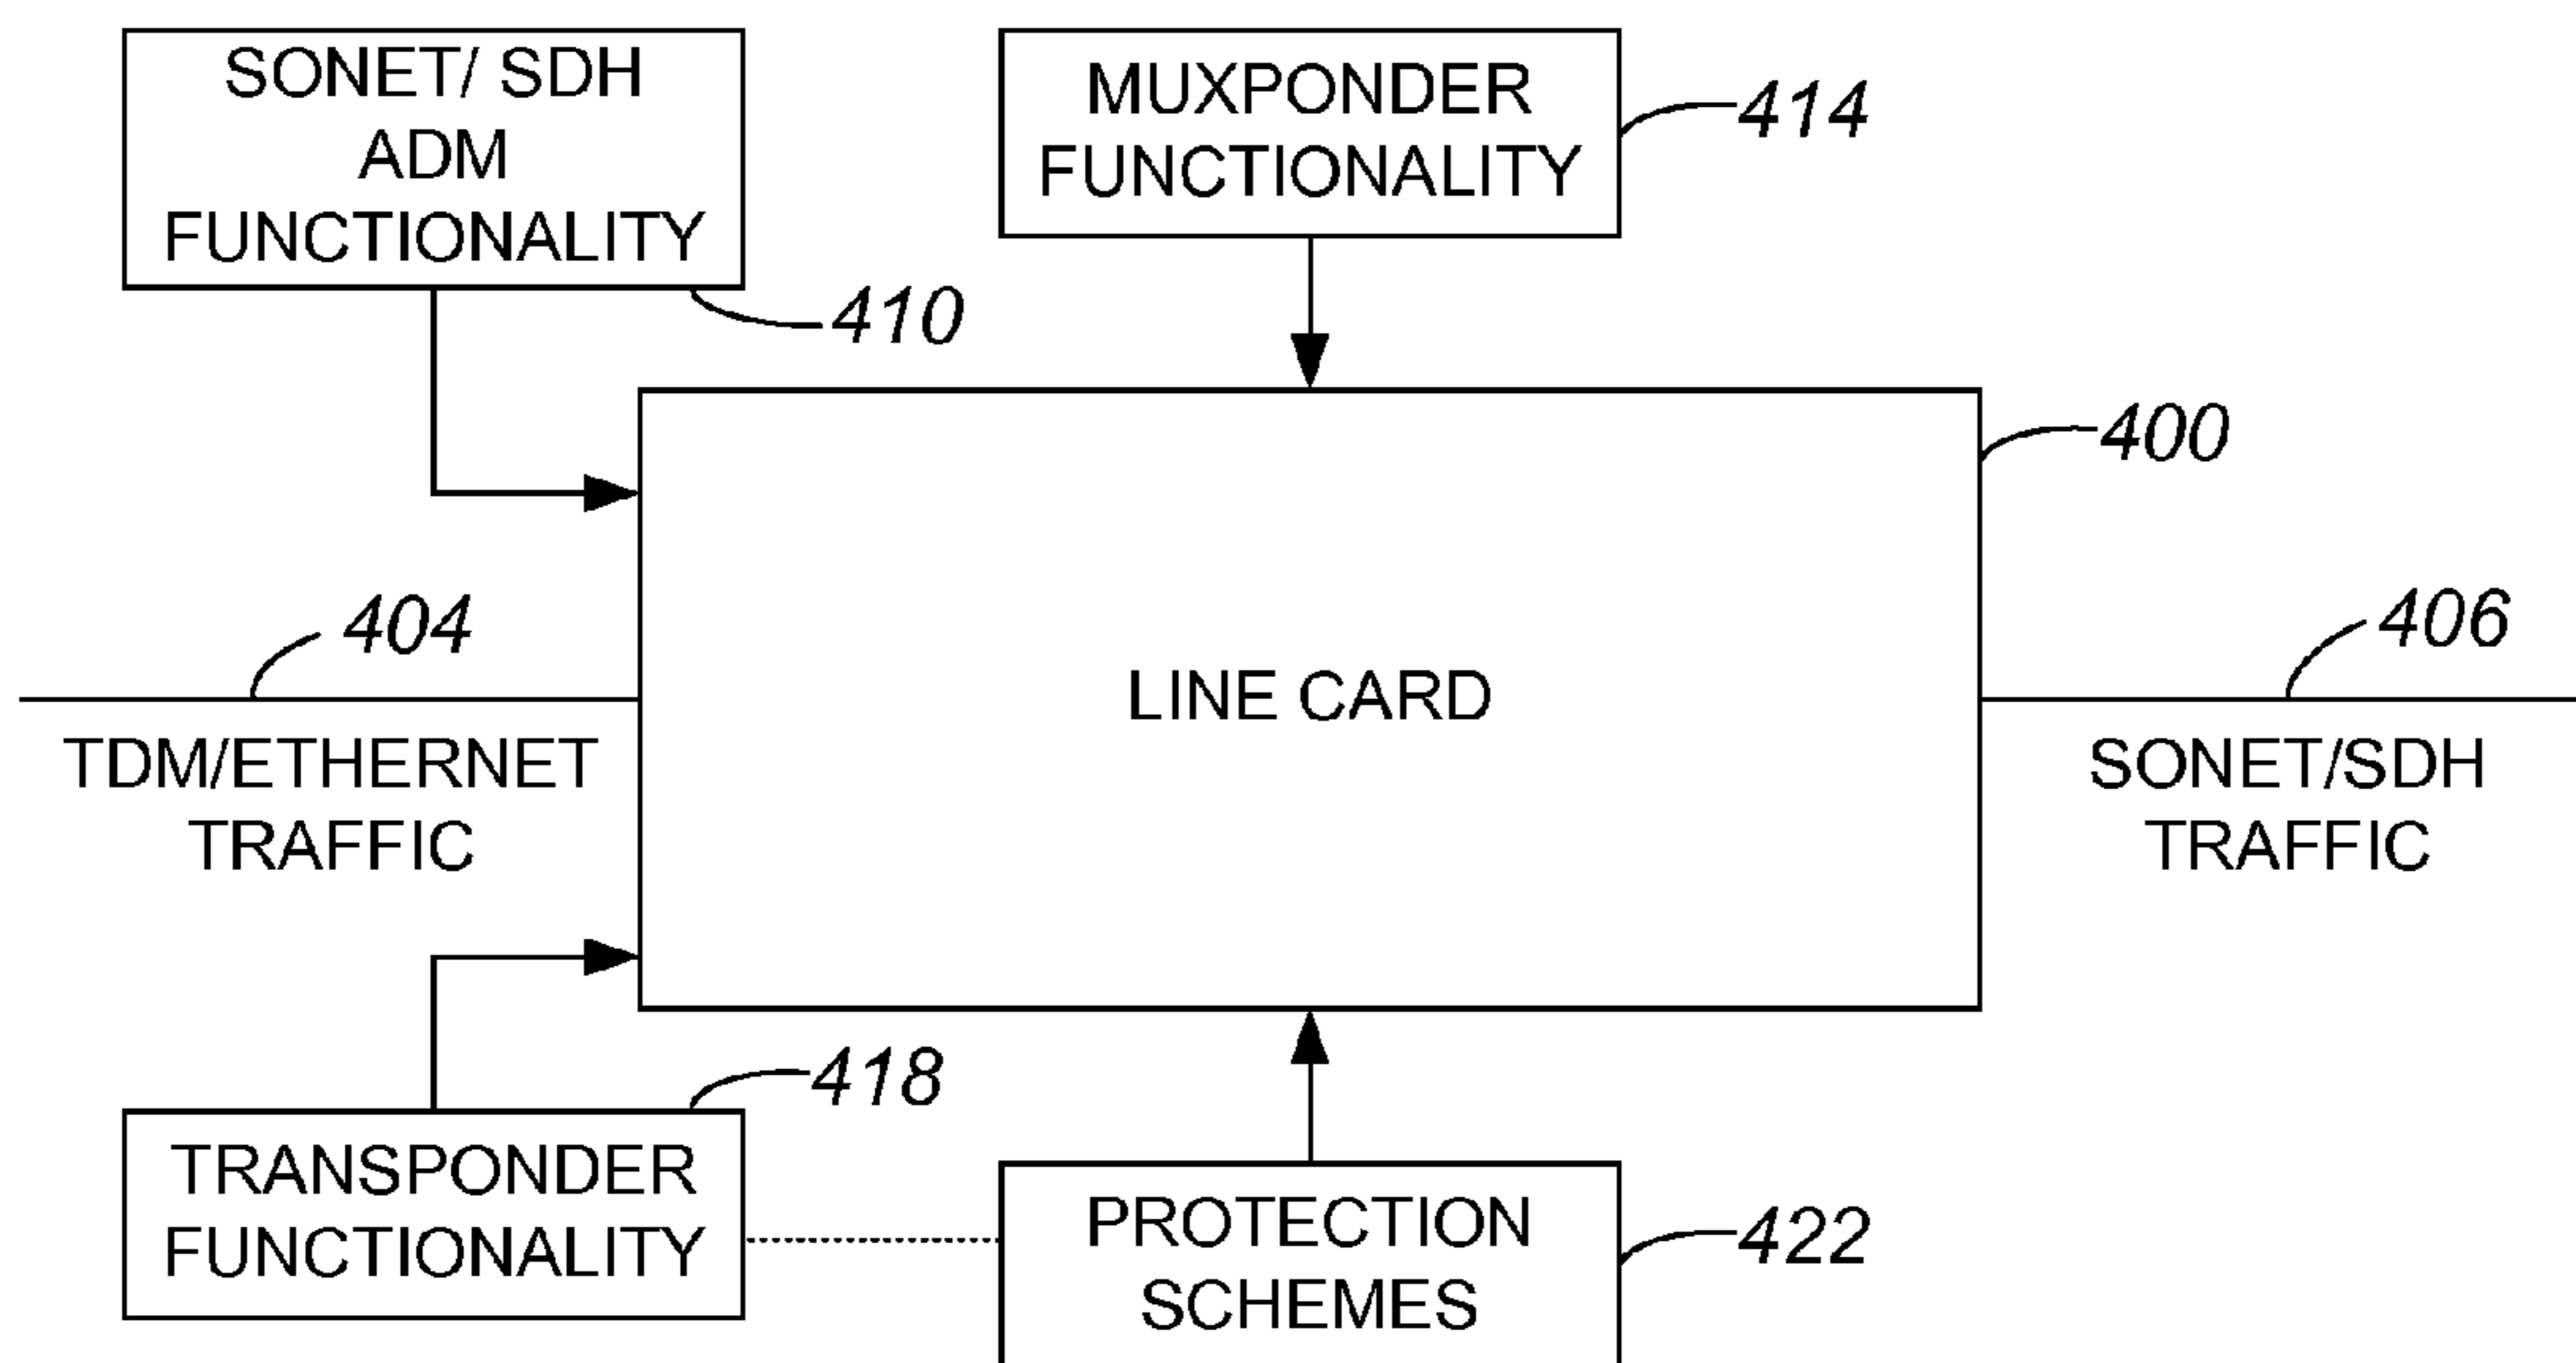 SONET/ SDH
ADM
FUNCTIONALITY
410
MUXPONDER
FUNCTIONALITY
414
400
404
TDM/ETHERNET
TRAFFIC
LINE CARD
406
SONET/SDH
TRAFFIC
418
TRANSPONDER
FUNCTIONALITY
PROTECTION
SCHEMES
422